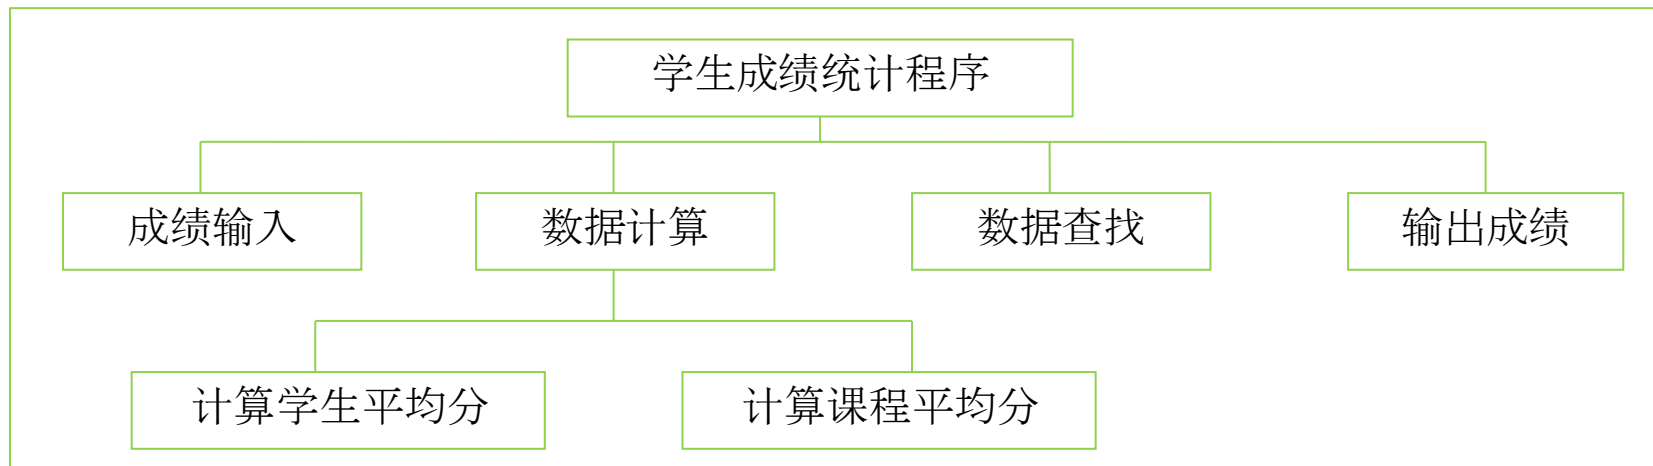 学生成绩统计程序
成绩输入
数据计算
数据查找
输出成绩
计算学生平均分
计算课程平均分